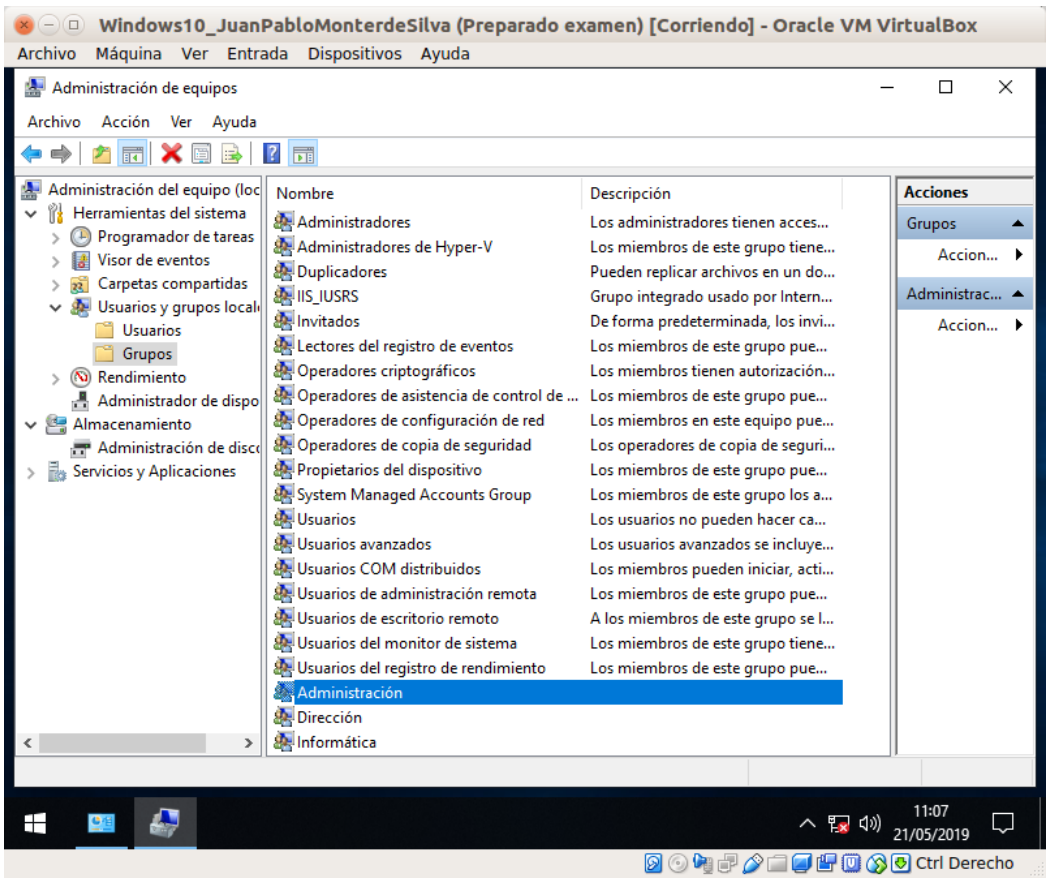 Windows10_JuanPabloMonterdeSilva (Preparado examen) [Corriendo] - Oracle VM VirtualBox
Archivo Máquina Ver Entrada Dispositivos Ayuda
Administración de equipos
Archivo Acción Ver Ayuda
Administración del equipo (loc
Herramientas del sistema
Programador de tareas
Visor de eventos
Carpetas compartidas
Usuarios y grupos local
Usuarios
Grupos
Rendimiento
Administrador de dispo
Almacenamiento
Administración de disco
Servicios y Aplicaciones
Nombre Descripción
Administradores Los administradores tienen acces...
Administradores de Hyper-V Los miembros de este grupo tiene...
Duplicadores Pueden replicar archivos en un do...
IIS_IUSRS Grupo integrado usado por Intern...
Invitados De forma predeterminada, los invi...
Lectores del registro de eventos Los miembros de este grupo pue...
Operadores criptográficos Los miembros tienen autorización...
Operadores de asistencia de control de ... Los miembros de este grupo pue...
Operadores de configuración de red Los miembros en este equipo pue...
Operadores de copia de seguridad Los operadores de copia de seguri...
Propietarios del dispositivo Los miembros de este grupo pue...
System Managed Accounts Group Los miembros de este grupo los a...
Usuarios Los usuarios no pueden hacer ca...
Usuarios avanzados Los usuarios avanzados se incluye...
Usuarios COM distribuidos Los miembros pueden iniciar, acti...
Usuarios de administración remota Los miembros de este grupo pue...
Usuarios de escritorio remoto A los miembros de este grupo se l...
Usuarios del monitor de sistema Los miembros de este grupo tiene...
Usuarios del registro de rendimiento Los miembros de este grupo pue...
Administración
Dirección
Informática
Acciones
Grupos
Accion...
Administrac...
Accion...
11:07
21/05/2019
Ctrl Derecho